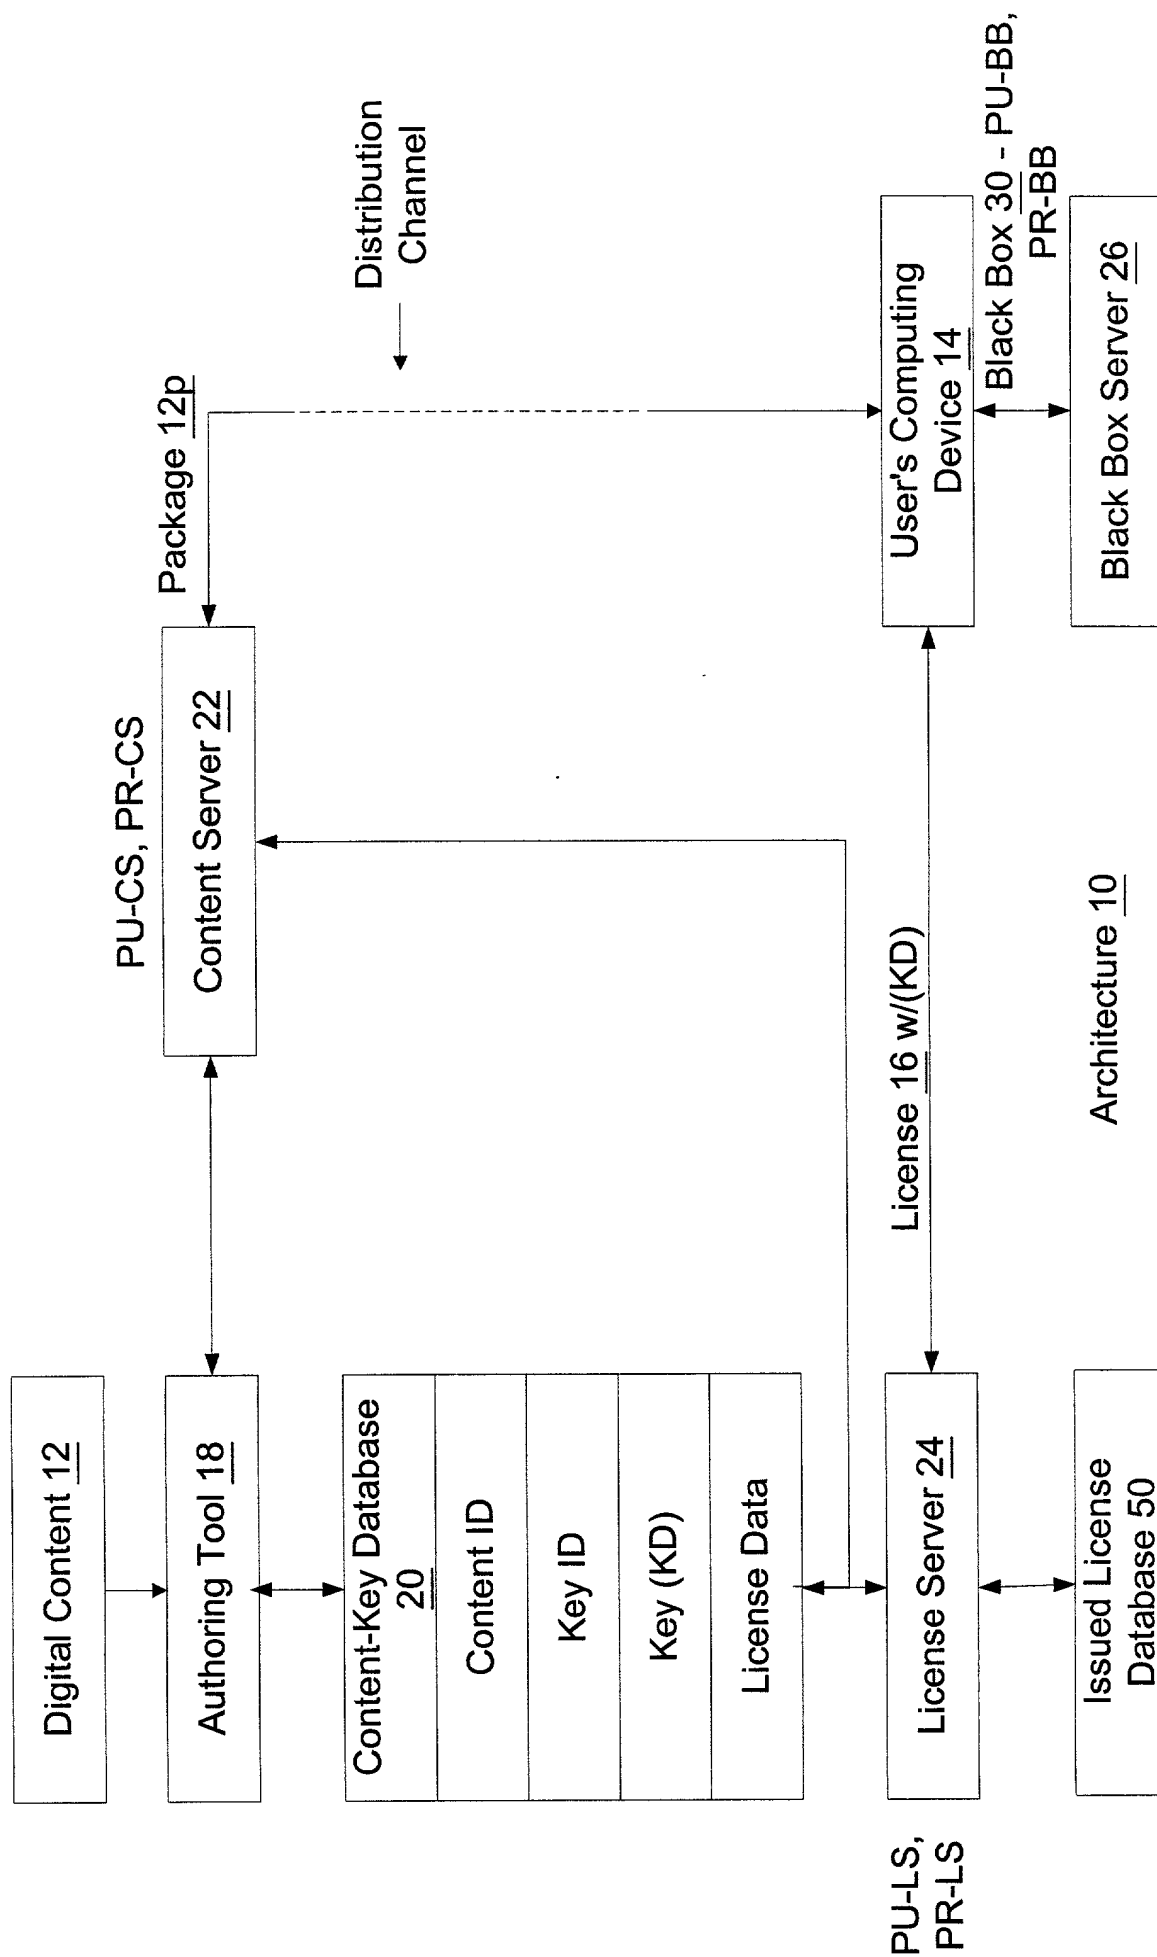 Digital Content 12
Authoring Tool 18
Content-Key Database
20
Content ID
Key ID
Key (KD)
License Data
License Server 24
PU-LS,
PR-LS
Issued License
Database 50
PU-CS, PR-CS
Content Server 22
Package 12p
Distribution
Channel
License 16 w/(KD)
User's Computing
Device 14
Black Box 30 - PU-BB,
PR-BB
Black Box Server 26
Architecture 10